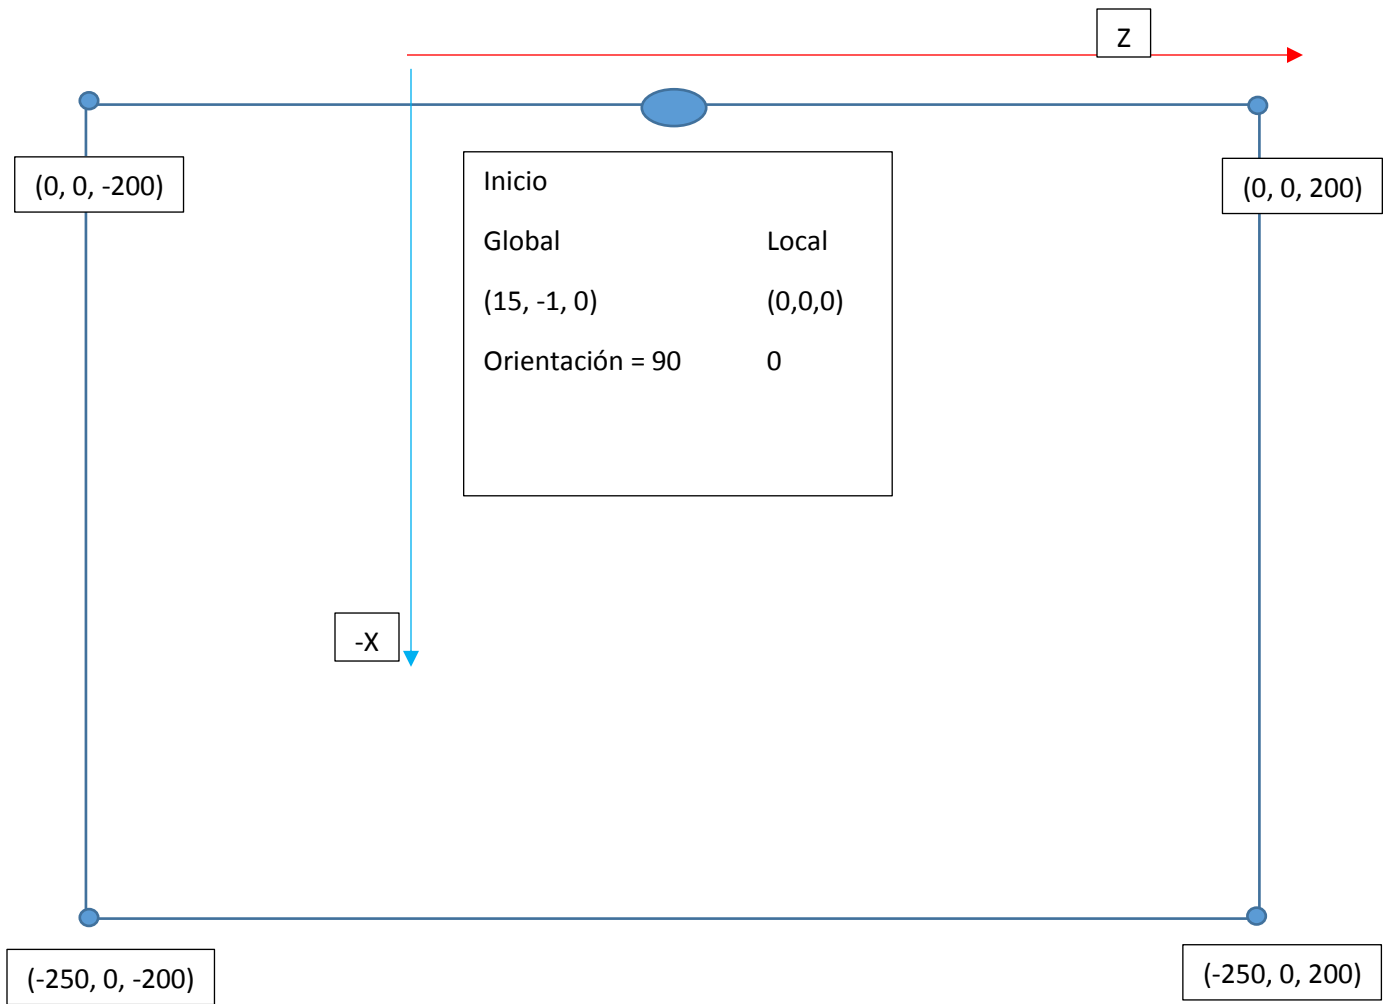 Z
(0, 0, -200)
(0, 0, 200)
Inicio
Global Local
(15, -1, 0) (0,0,0)
Orientación = 90 0
-X
(-250, 0, -200)
(-250, 0, 200)